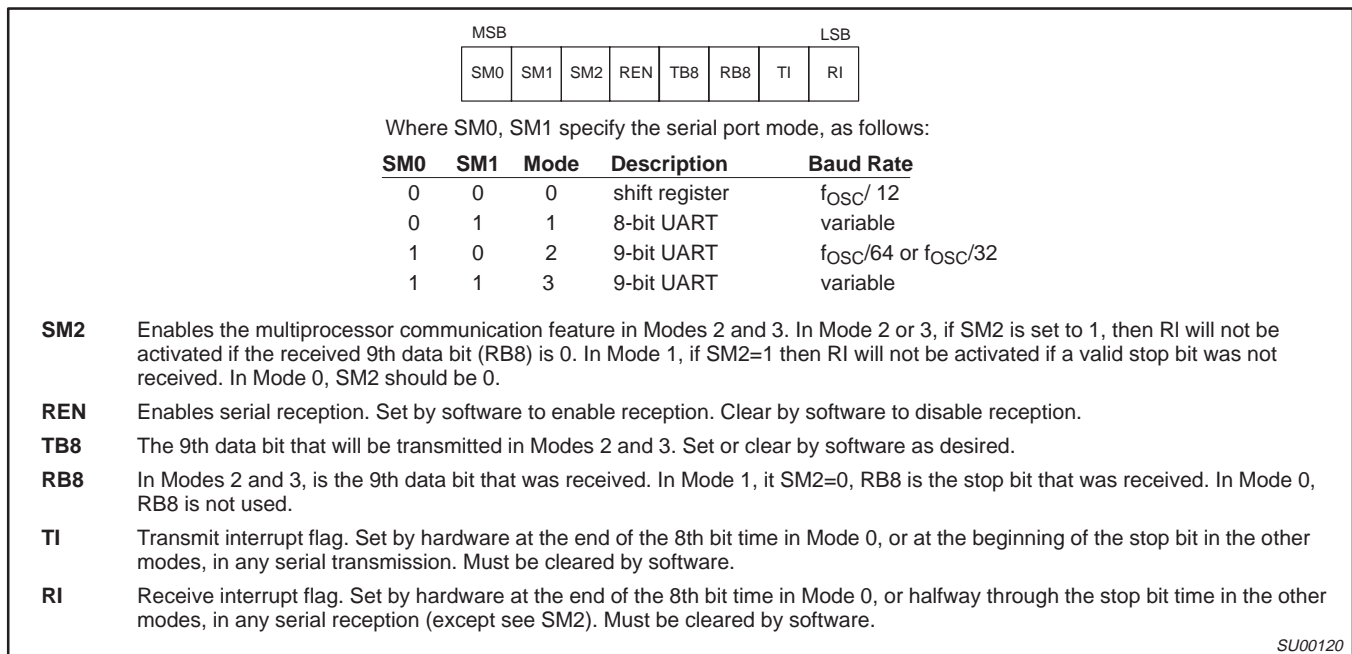 MSB LSB
SM0 SM1 SM2 REN TB8 RB8 TI RI
Where SM0, SM1 specify the serial port mode, as follows:
SM0 SM1 Mode Description Baud Rate
0 0 0 shift register fOSC/ 12
0 1 1 8-bit UART variable
1 0 2 9-bit UART fOSC/64 or fOSC/32
1 1 3 9-bit UART variable
SM2 Enables the multiprocessor communication feature in Modes 2 and 3. In Mode 2 or 3, if SM2 is set to 1, then Rl will not be
activated if the received 9th data bit (RB8) is 0. In Mode 1, if SM2=1 then RI will not be activated if a valid stop bit was not
received. In Mode 0, SM2 should be 0.
REN Enables serial reception. Set by software to enable reception. Clear by software to disable reception.
TB8 The 9th data bit that will be transmitted in Modes 2 and 3. Set or clear by software as desired.
RB8 In Modes 2 and 3, is the 9th data bit that was received. In Mode 1, it SM2=0, RB8 is the stop bit that was received. In Mode 0,
RB8 is not used.
TI Transmit interrupt flag. Set by hardware at the end of the 8th bit time in Mode 0, or at the beginning of the stop bit in the other
modes, in any serial transmission. Must be cleared by software.
RI Receive interrupt flag. Set by hardware at the end of the 8th bit time in Mode 0, or halfway through the stop bit time in the other
modes, in any serial reception (except see SM2). Must be cleared by software.
SU00120